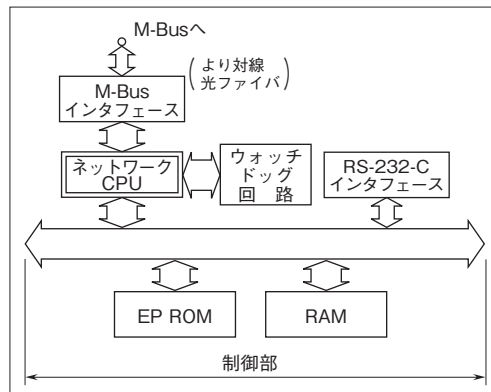 M-Busへ
(より対線
光ファイバ)
M-Bus
インタフェース
ネットワーク
CPU
ウォッチ
ドッグ
回 路
RS-232-C
インタフェース
EP ROM
RAM
制御部